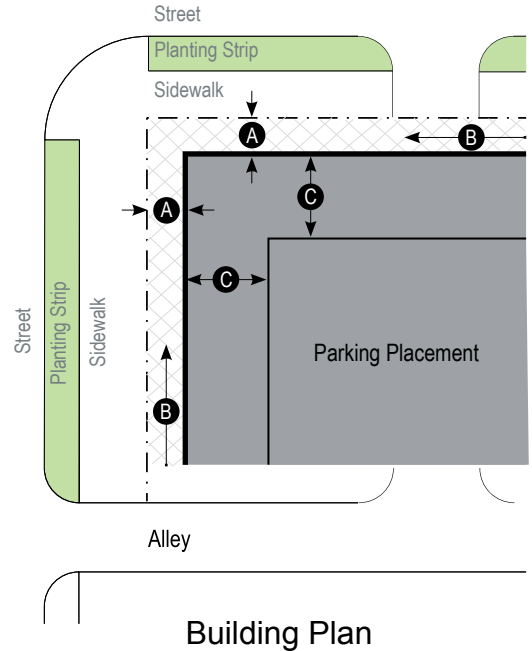 Street
Planting Strip
Sidewalk
A
B
A
C
C
Street
Planting Strip
Sidewalk
Parking Placement
B
Alley
Building Plan